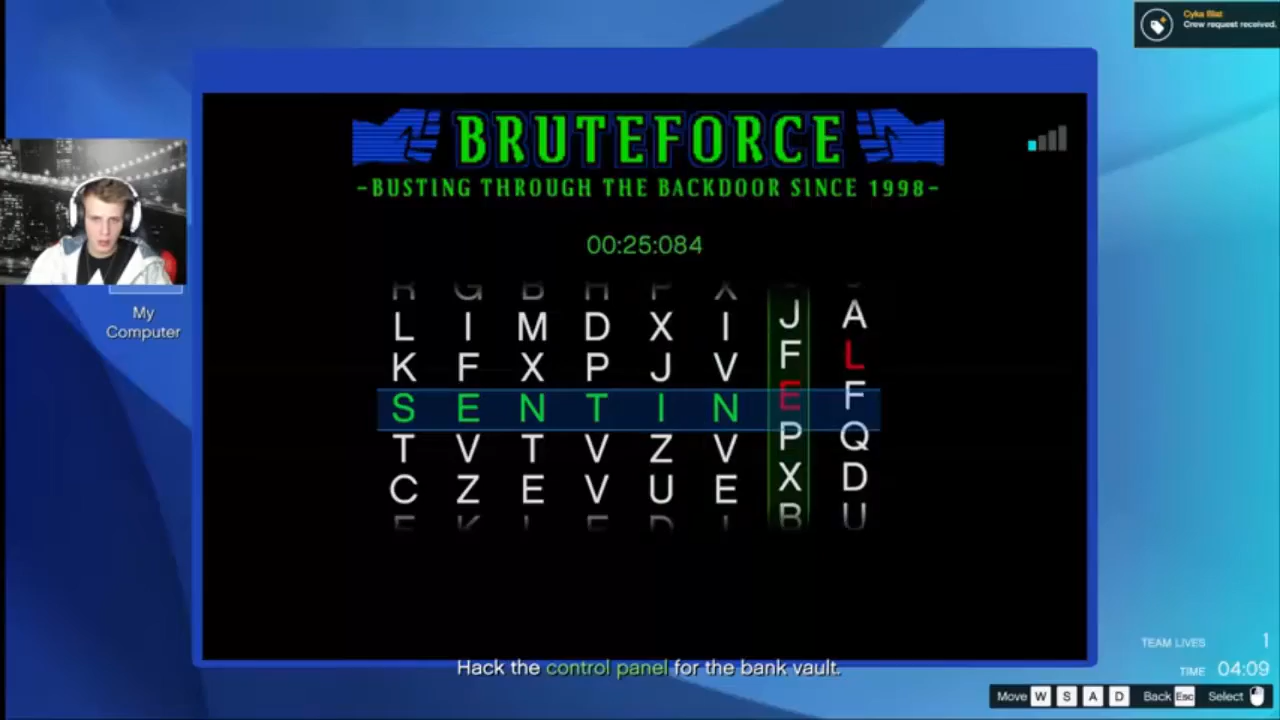 Cyka Blat
Crew request received.
BRUTEFORCE
-BUSTING THROUGH THE BACKDOOR SINCE 1998-
00:25:084
R G B H P X
L I M D X I J A
K F X P J V F L
S E N T I N E F
T V T V Z V P Q
C Z E V U E X D
B U
My
Computer
Hack the control panel for the bank vault.
TEAM LIVES 1
TIME 04:09
Move W S A D Back Esc Select